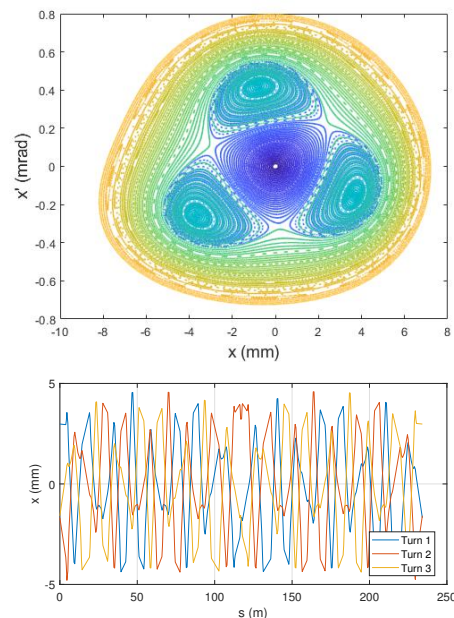 0.8
0.6
0.4
0.2
0
-0.2
-0.4
-0.6
-0.8
x' (mrad)
-10 -8 -6 -4 -2 0 2 4 6 8
x (mm)
5
0
-5
x (mm)
Turn 1
Turn 2
Turn 3
0 50 100 150 200 250
s (m)